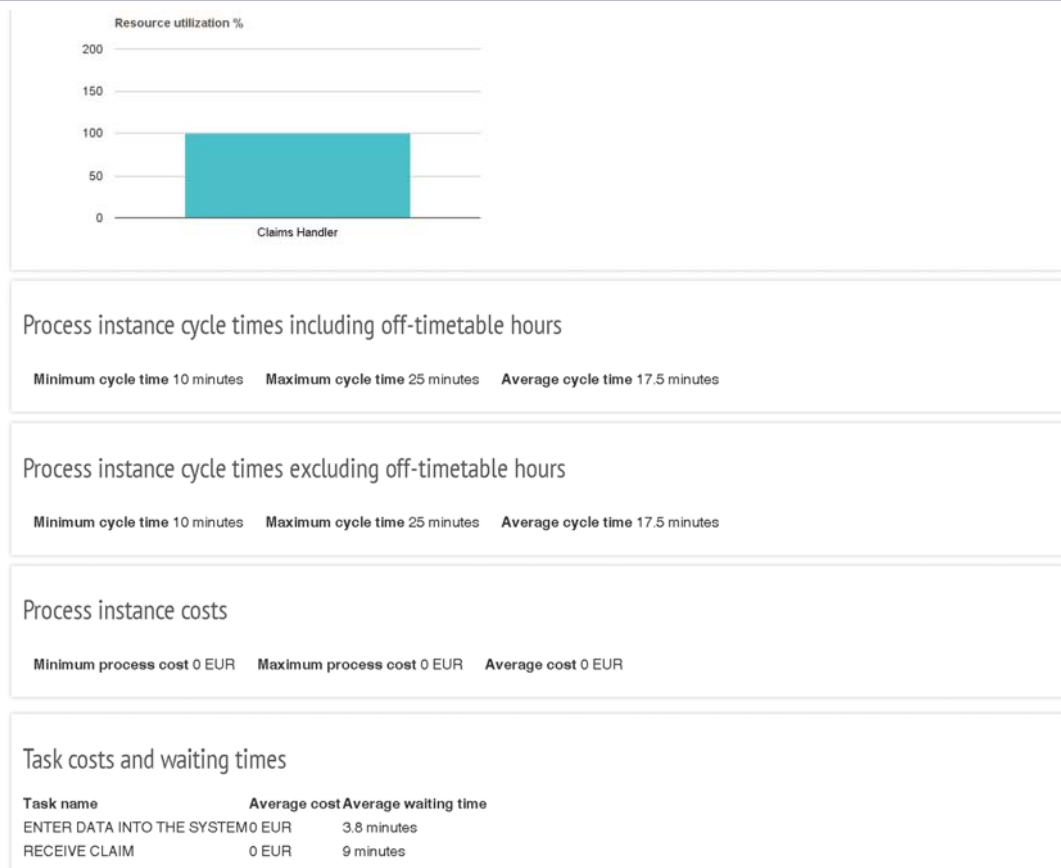 Resource utilization %
200
150
100
50
0
Claims Handler
Process instance cycle times including off-timetable hours
Minimum cycle time 10 minutes Maximum cycle time 25 minutes Average cycle time 17.5 minutes
Process instance cycle times excluding off-timetable hours
Minimum cycle time 10 minutes Maximum cycle time 25 minutes Average cycle time 17.5 minutes
Process instance costs
Minimum process cost 0 EUR Maximum process cost 0 EUR Average cost 0 EUR
Task costs and waiting times
Task name Average cost Average waiting time
ENTER DATA INTO THE SYSTEM 0 EUR 3.8 minutes
RECEIVE CLAIM 0 EUR 9 minutes